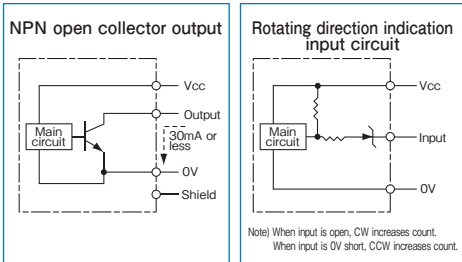 NPN open collector output
Vcc
Output
Main
circuit
30mA or
less
0V
Shield
Rotating direction indication
input circuit
Vcc
Main
circuit
Input
0V
Note) When input is open, CW increases count.
When input is 0V short, CCW increases count.